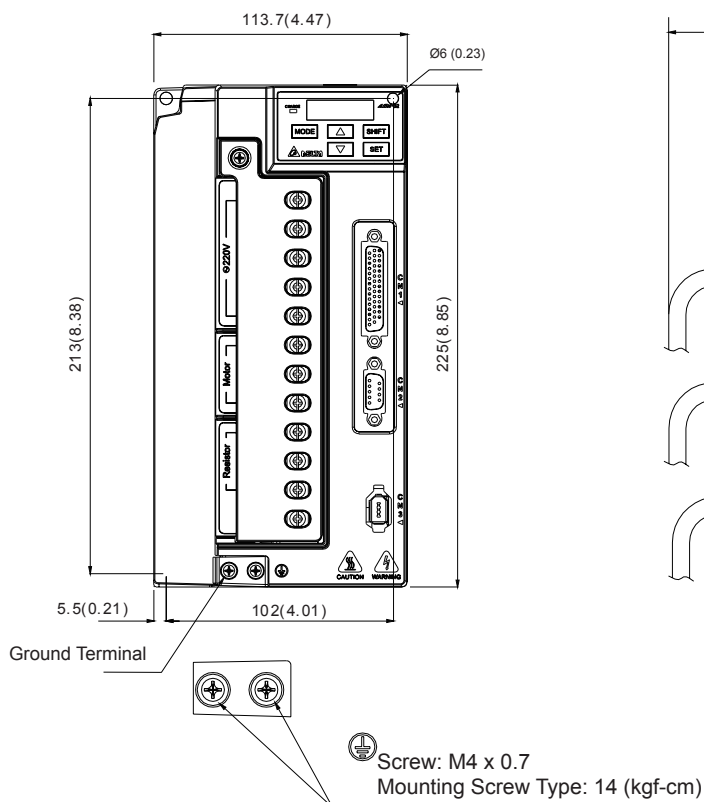 113.7(4.47)
Ø6 (0.23)
CHARGE
MODE
SHIFT
SET
DELTA
220V
Motor
Resistor
CN1
CN2
CN3
213(8.38)
225(8.85)
CAUTION
WARNING
5.5(0.21)
102(4.01)
Ground Terminal
Screw: M4 x 0.7
Mounting Screw Type: 14 (kgf-cm)